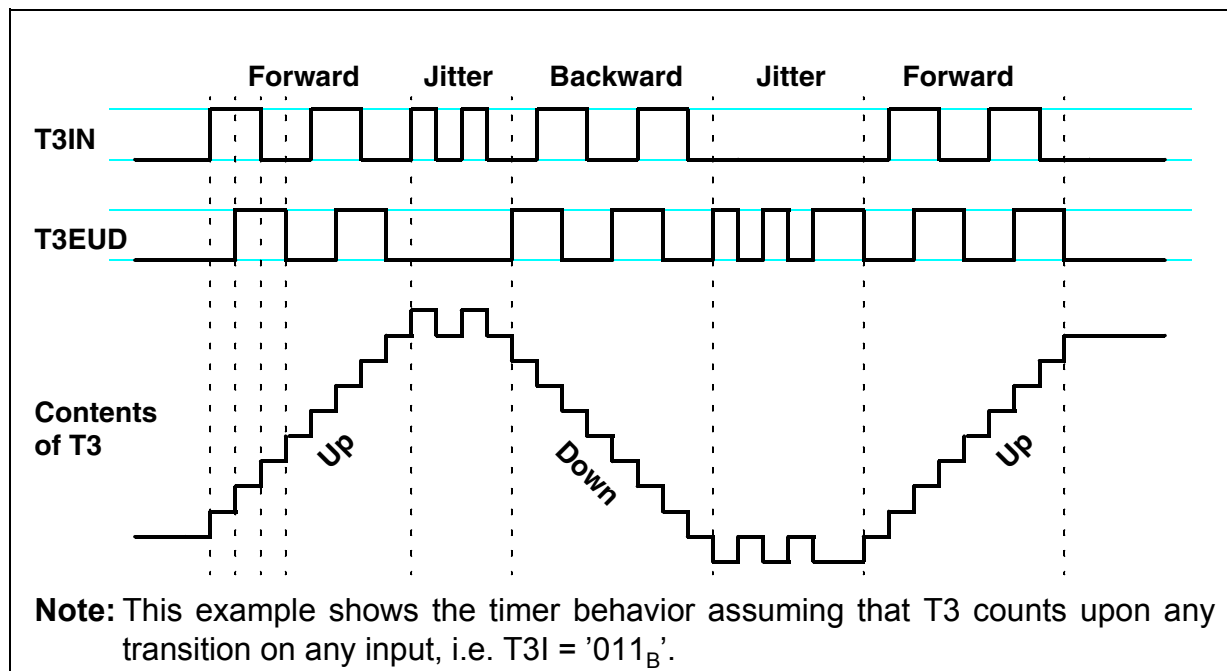 Forward Jitter Backward Jitter Forward
T3IN
T3EUD
Contents
of T3
Up
Down
Up
Note: This example shows the timer behavior assuming that T3 counts upon any
transition on any input, i.e. T3I = ’011B’.